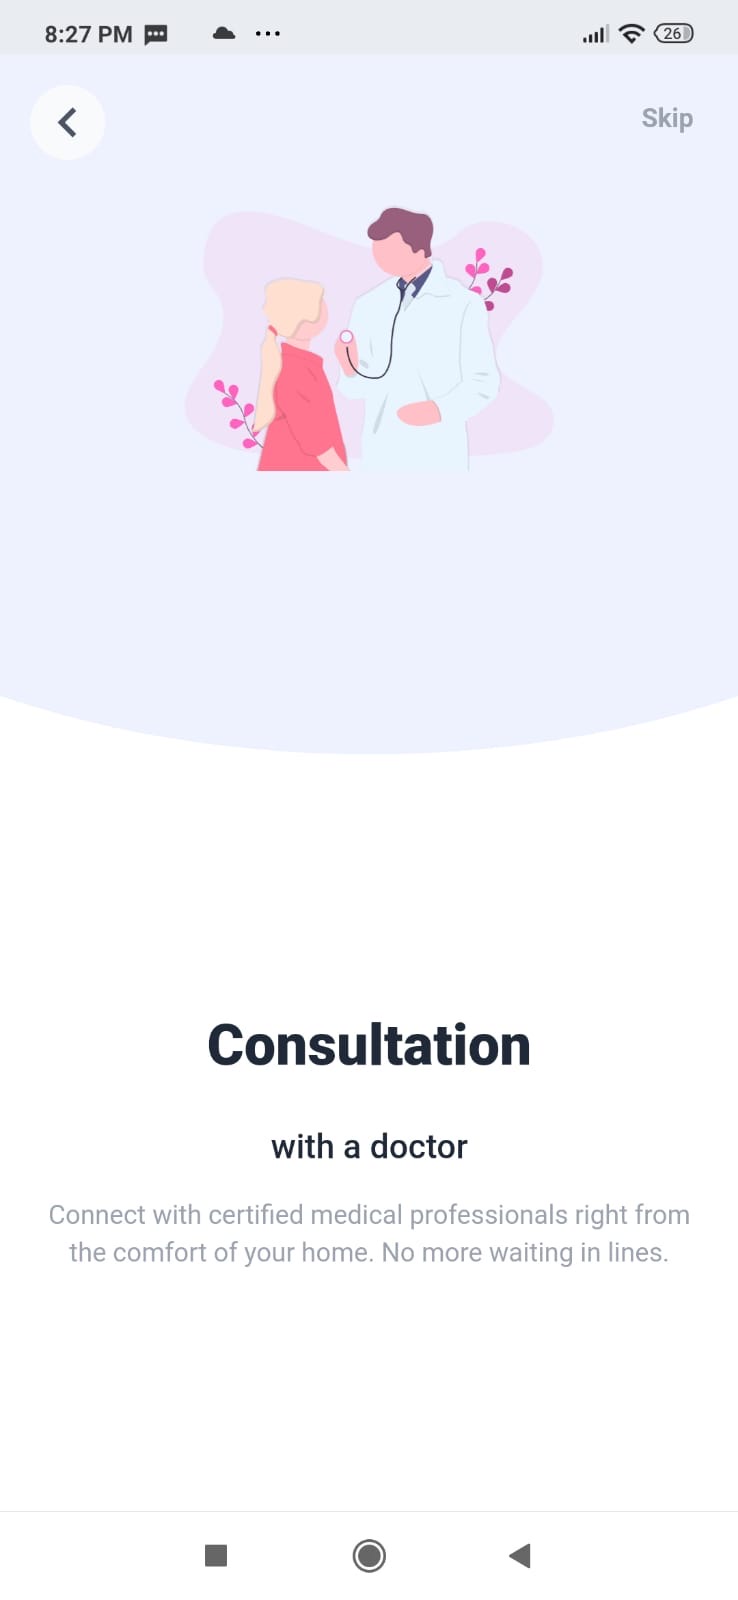 8:27 PM
26
Skip
Consultation
with a doctor
Connect with certified medical professionals right from
the comfort of your home. No more waiting in lines.